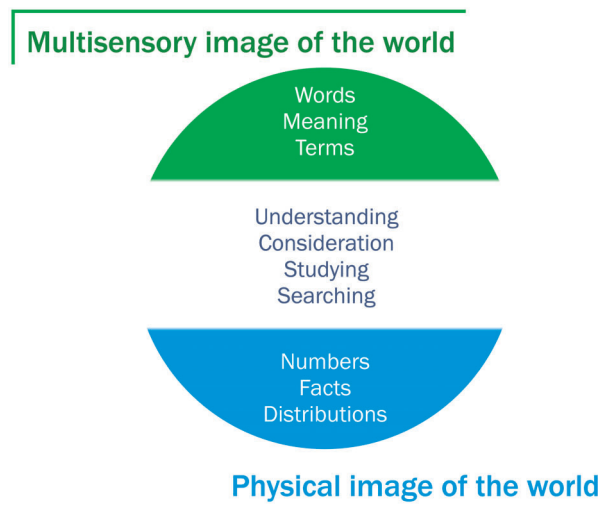 Multisensory image of the world
Words
Meaning
Terms
Understanding
Consideration
Studying
Searching
Numbers
Facts
Distributions
Physical image of the world